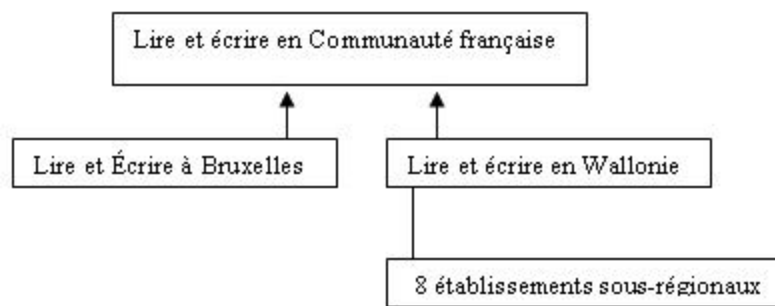 Lire et écrire en Communauté française
Lire et Écrire à Bruxelles
Lire et écrire en Wallonie
8 établissements sous-régionaux